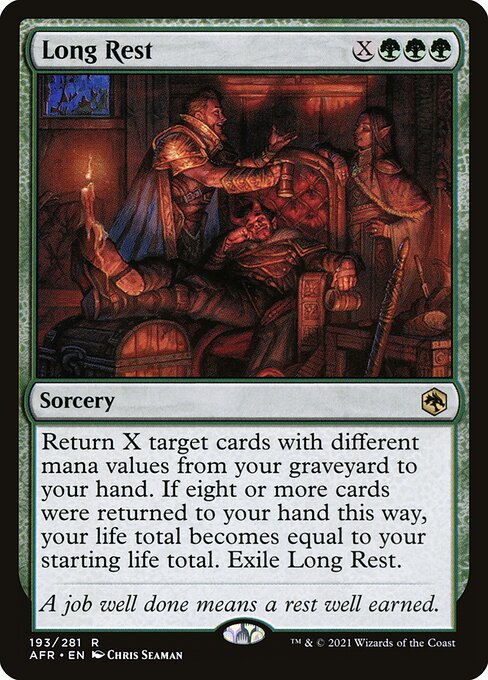 Long Rest X
Sorcery
Return X target cards with different
mana values from your graveyard to
your hand. If eight or more cards
were returned to your hand this way,
your life total becomes equal to your
starting life total. Exile Long Rest.
A job well done means a rest well earned.
193/281 R
AFR • EN Chris Seaman
™ & © 2021 Wizards of the Coast